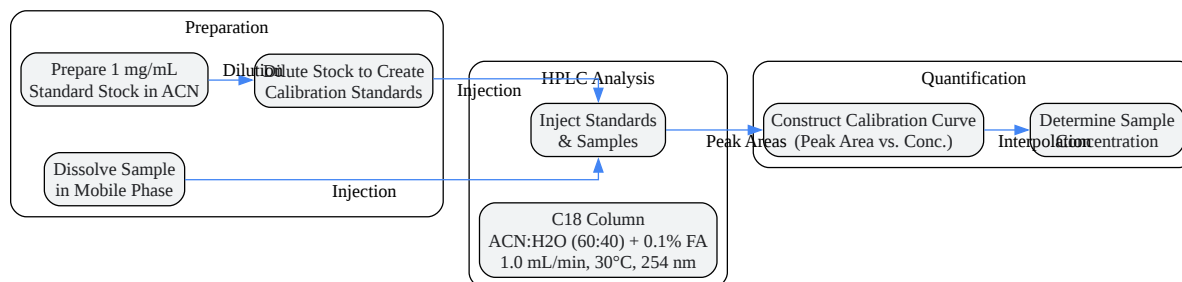 Preparation
Prepare 1 mg/mL
Standard Stock in ACN
Dilution
Dilute Stock to Create
Calibration Standards
Dissolve Sample
in Mobile Phase
Injection
Injection
HPLC Analysis
Inject Standards
& Samples
C18 Column
ACN:H2O (60:40) + 0.1% FA
1.0 mL/min, 30°C, 254 nm
Peak Areas
Quantification
Construct Calibration Curve
(Peak Area vs. Conc.)
Interpolation
Determine Sample
Concentration